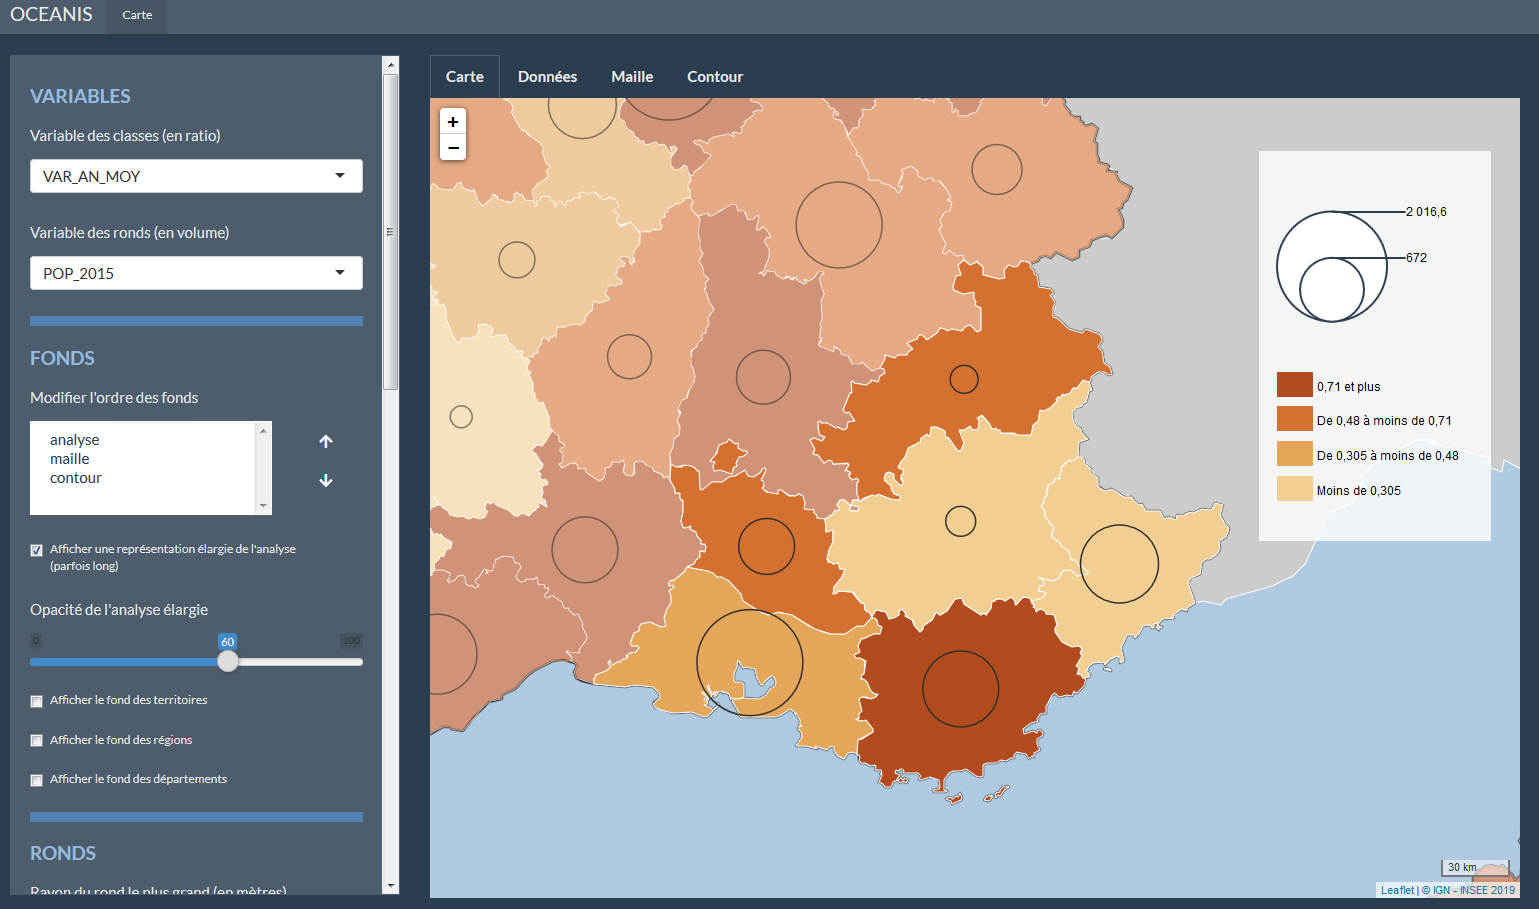 OCEANIS Carte
VARIABLES
Variable des classes (en ratio)
VAR_AN_MOY
Variable des ronds (en volume)
POP_2015
FONDS
Modifier l'ordre des fonds
analyse
maille
contour
Afficher une représentation élargie de l'analyse
(parfois long)
Opacité de l'analyse élargie
0 60 100
Afficher le fond des territoires
Afficher le fond des régions
Afficher le fond des départements
RONDS
Rayon du rond le plus grand (en mètres)
Carte Données Maille Contour
+
−
2 016,6
672
0,71 et plus
De 0,48 à moins de 0,71
De 0,305 à moins de 0,48
Moins de 0,305
30 km
Leaflet | © IGN - INSEE 2019